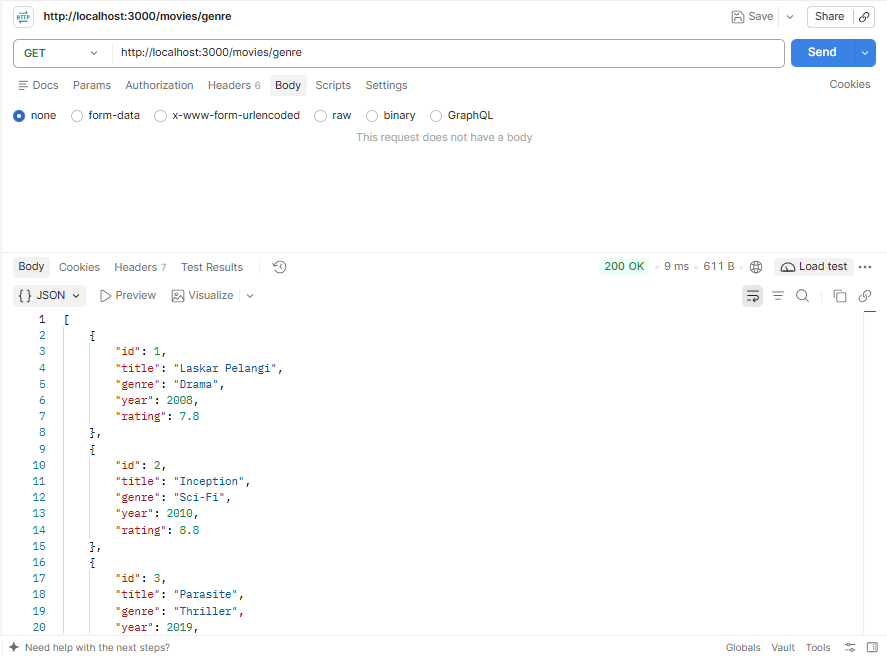 HTTP http://localhost:3000/movies/genre Save Share
GET http://localhost:3000/movies/genre Send
Docs Params Authorization Headers 6 Body Scripts Settings Cookies
none form-data x-www-form-urlencoded raw binary GraphQL
This request does not have a body
Body Cookies Headers 7 Test Results 200 OK 9 ms 611 B Load test
{} JSON Preview Visualize
1 [
2 {
3 "id": 1,
4 "title": "Laskar Pelangi",
5 "genre": "Drama",
6 "year": 2008,
7 "rating": 7.8
8 },
9 {
10 "id": 2,
11 "title": "Inception",
12 "genre": "Sci-Fi",
13 "year": 2010,
14 "rating": 8.8
15 },
16 {
17 "id": 3,
18 "title": "Parasite",
19 "genre": "Thriller",
20 "year": 2019,
Need help with the next steps? Globals Vault Tools